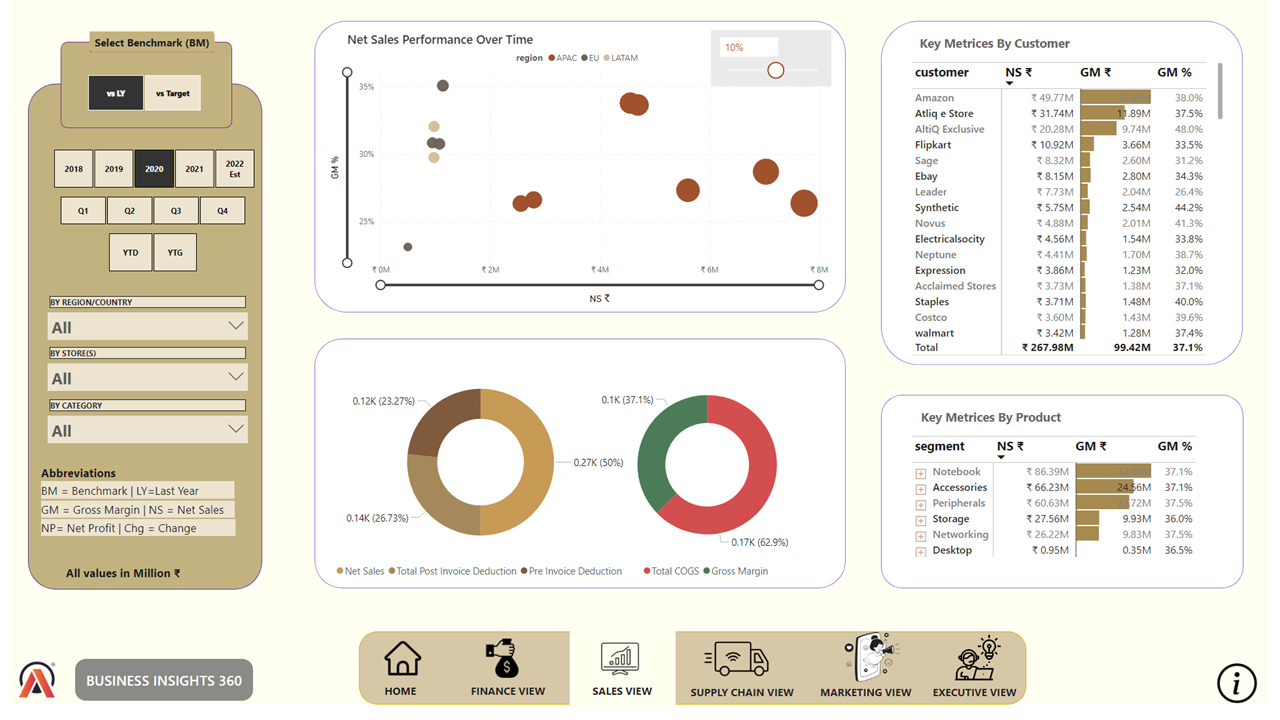 Select Benchmark (BM)
vs LY
vs Target
2018
2019
2020
2021
2022
Est
Q1
Q2
Q3
Q4
YTD
YTG
BY REGION/COUNTRY
All
BY STORE(S)
All
BY CATEGORY
All
Abbreviations
BM = Benchmark | LY=Last Year
GM = Gross Margin | NS = Net Sales
NP= Net Profit | Chg = Change
All values in Million ₹
Net Sales Performance Over Time
region APAC EU LATAM
10%
GM %
35%
30%
25%
₹ 0M ₹ 2M ₹ 4M ₹ 6M ₹ 8M
NS ₹
0.12K (23.27%)
0.27K (50%)
0.14K (26.73%)
Net Sales Total Post Invoice Deduction Pre Invoice Deduction
0.1K (37.1%)
0.17K (62.9%)
Total COGS Gross Margin
Key Metrices By Customer
customer NS ₹ GM ₹ GM %
Amazon ₹ 49.77M 38.0%
Atliq e Store ₹ 31.74M 11.89M 37.5%
AltiQ Exclusive ₹ 20.28M 9.74M 48.0%
Flipkart ₹ 10.92M 3.66M 33.5%
Sage ₹ 8.32M 2.60M 31.2%
Ebay ₹ 8.15M 2.80M 34.3%
Leader ₹ 7.73M 2.04M 26.4%
Synthetic ₹ 5.75M 2.54M 44.2%
Novus ₹ 4.88M 2.01M 41.3%
Electricalsocity ₹ 4.56M 1.54M 33.8%
Neptune ₹ 4.41M 1.70M 38.7%
Expression ₹ 3.86M 1.23M 32.0%
Acclaimed Stores ₹ 3.73M 1.38M 37.1%
Staples ₹ 3.71M 1.48M 40.0%
Costco ₹ 3.60M 1.43M 39.6%
walmart ₹ 3.42M 1.28M 37.4%
Total ₹ 267.98M 99.42M 37.1%
Key Metrices By Product
segment NS ₹ GM ₹ GM %
Notebook ₹ 86.39M 37.1%
Accessories ₹ 66.23M 24.56M 37.1%
Peripherals ₹ 60.63M 37.5%
Storage ₹ 27.56M 9.93M 36.0%
Networking ₹ 26.22M 9.83M 37.5%
Desktop ₹ 0.95M 0.35M 36.5%
BUSINESS INSIGHTS 360
HOME
FINANCE VIEW
SALES VIEW
SUPPLY CHAIN VIEW
MARKETING VIEW
EXECUTIVE VIEW
i